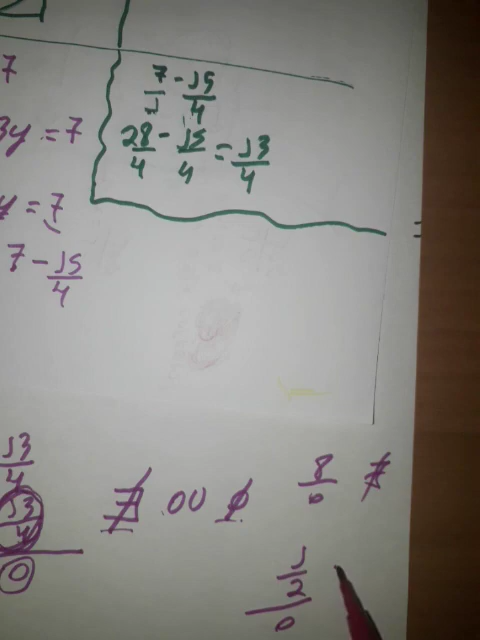 7
7/1 - 15/4
3y = 7
28/4 - 15/4 = 13/4
= 7
7 - 15/4
13/4
13/4
0
∄ ou ∅
8/0 ∄
1/2/0